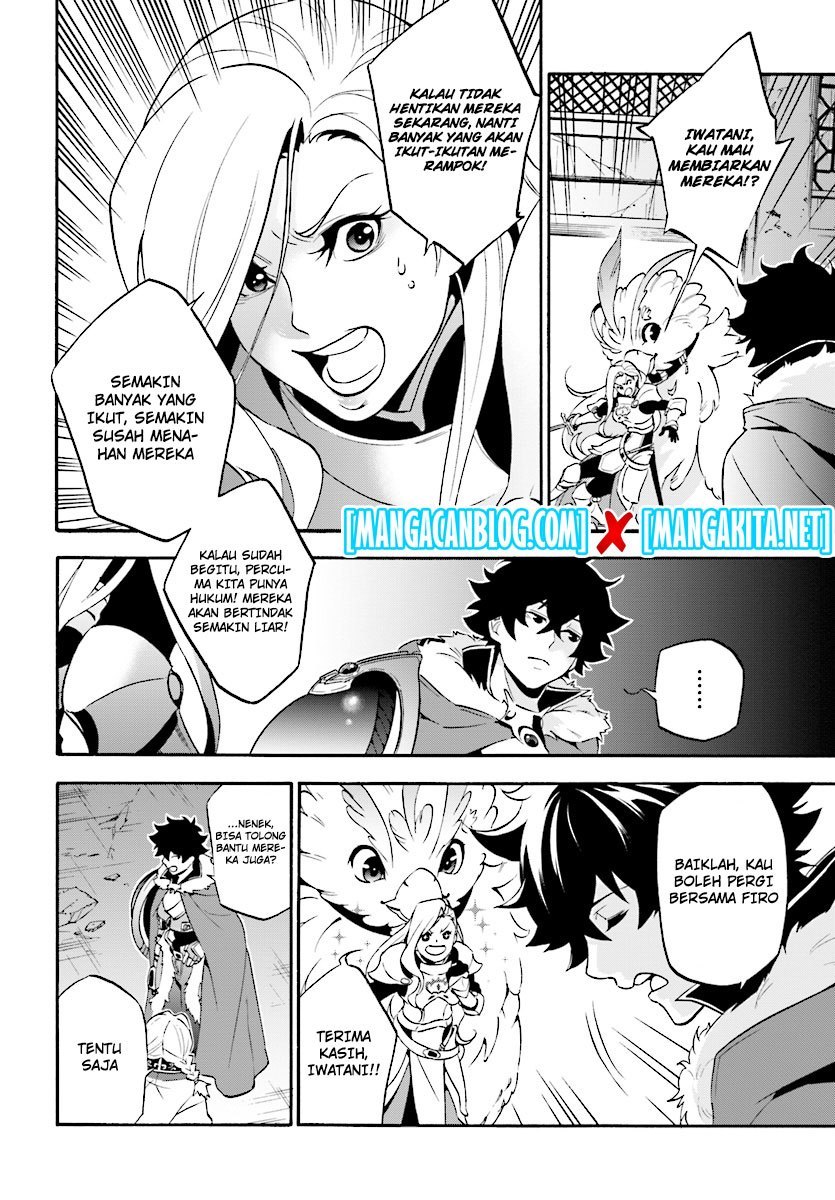 IWATANI,
KAU MAU
MEMBIARKAN
MEREKA!?
KALAU TIDAK
HENTIKAN MEREKA
SEKARANG, NANTI
BANYAK YANG AKAN
IKUT-IKUTAN ME-
RAMPOK!
SEMAKIN
BANYAK YANG
IKUT, SEMAKIN
SUSAH MENA-
HAN MEREKA
[MANGACANBLOG.COM] X [MANGAKITA.NET]
KALAU SUDAH
BEGITU, PERCU-
MA KITA PUNYA
HUKUM! MEREKA
AKAN BERTINDAK
SEMAKIN LIAR!
......
BAIKLAH, KAU
BOLEH PERGI
BERSAMA FIRO
TERIMA
KASIH,
IWATANI!!
...NENEK,
BISA TOLONG
BANTU MERE-
KA JUGA?
TENTU
SAJA